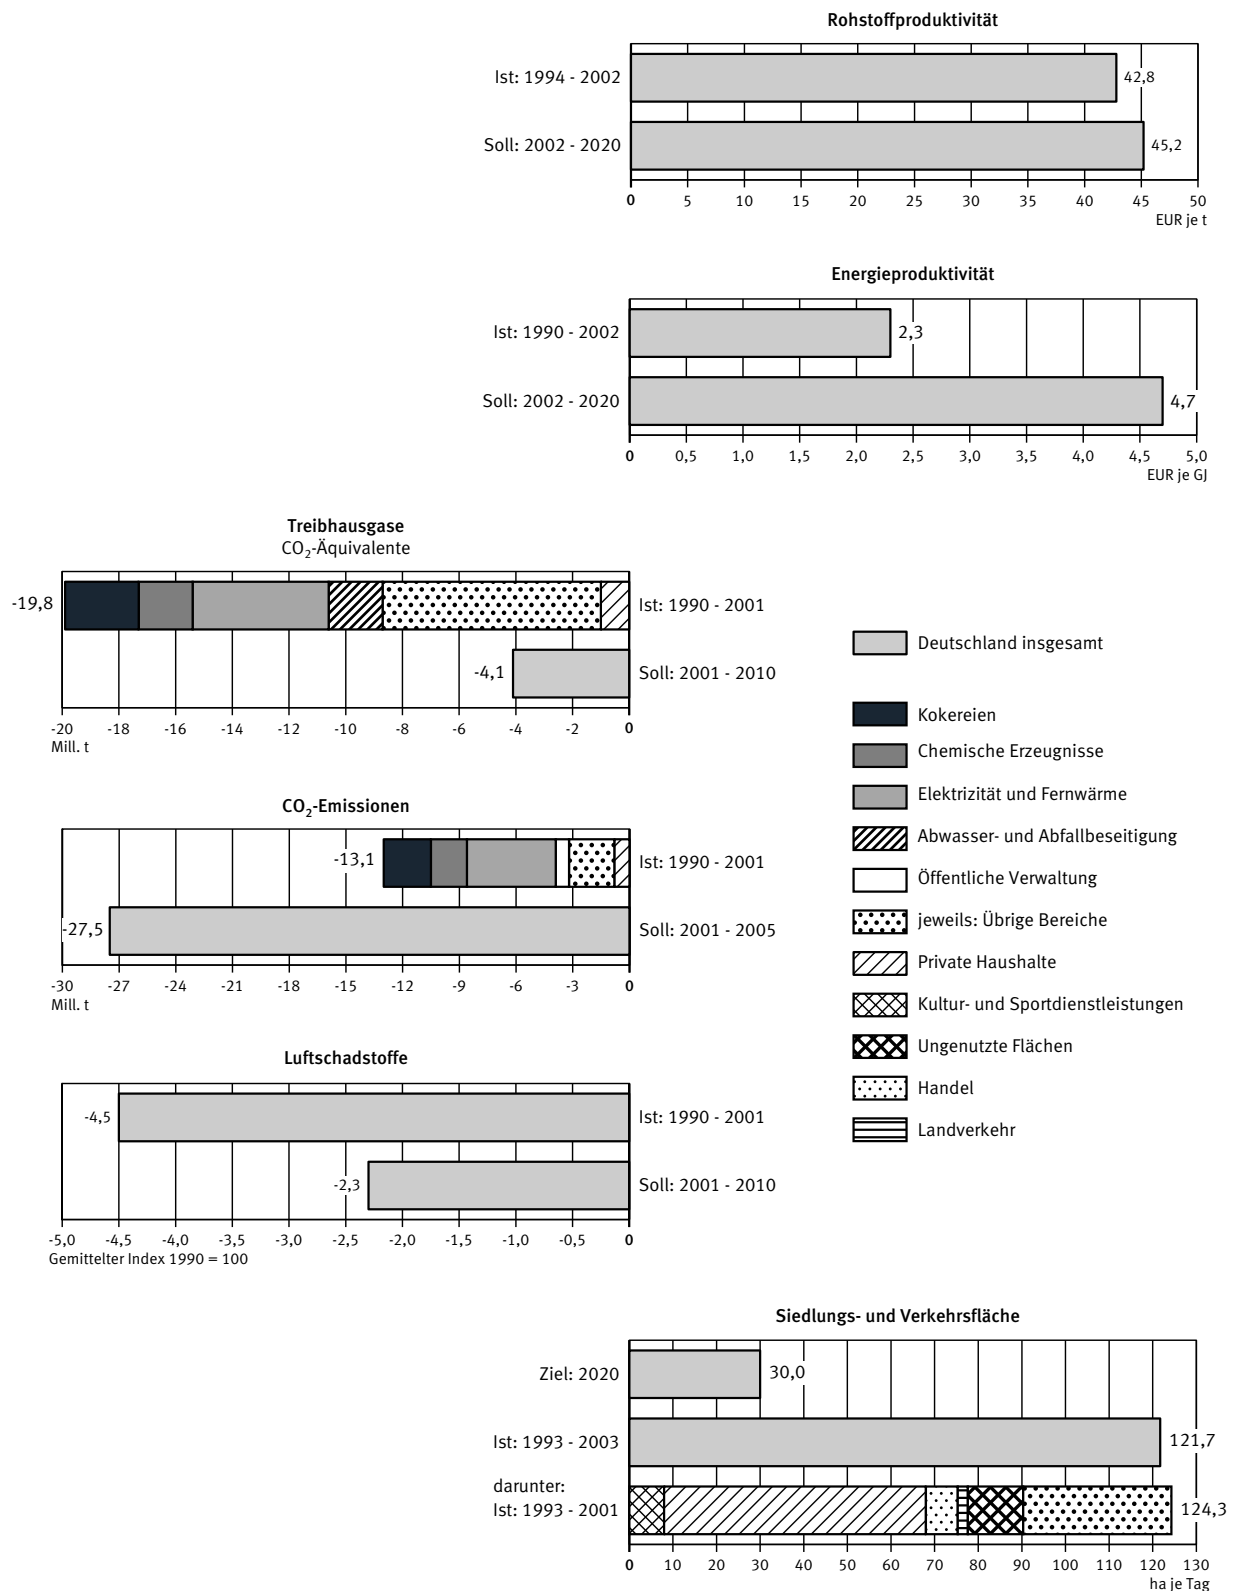 Rohstoffproduktivität
Ist: 1994 - 2002
42,8
Soll: 2002 - 2020
45,2
0 5 10 15 20 25 30 35 40 45 50
EUR je t
Energieproduktivität
Ist: 1990 - 2002
2,3
Soll: 2002 - 2020
4,7
0 0,5 1,0 1,5 2,0 2,5 3,0 3,5 4,0 4,5 5,0
EUR je GJ
Treibhausgase
CO₂-Äquivalente
-19,8
Ist: 1990 - 2001
-4,1
Soll: 2001 - 2010
-20 -18 -16 -14 -12 -10 -8 -6 -4 -2 0
Mill. t
CO₂-Emissionen
-13,1
Ist: 1990 - 2001
-27,5
Soll: 2001 - 2005
-30 -27 -24 -21 -18 -15 -12 -9 -6 -3 0
Mill. t
Luftschadstoffe
-4,5
Ist: 1990 - 2001
-2,3
Soll: 2001 - 2010
-5,0 -4,5 -4,0 -3,5 -3,0 -2,5 -2,0 -1,5 -1,0 -0,5 0
Gemittelter Index 1990 = 100
Deutschland insgesamt
Kokereien
Chemische Erzeugnisse
Elektrizität und Fernwärme
Abwasser- und Abfallbeseitigung
Öffentliche Verwaltung
jeweils: Übrige Bereiche
Private Haushalte
Kultur- und Sportdienstleistungen
Ungenutzte Flächen
Handel
Landverkehr
Siedlungs- und Verkehrsfläche
Ziel: 2020
30,0
Ist: 1993 - 2003
121,7
darunter:
Ist: 1993 - 2001
124,3
0 10 20 30 40 50 60 70 80 90 100 110 120 130
ha je Tag